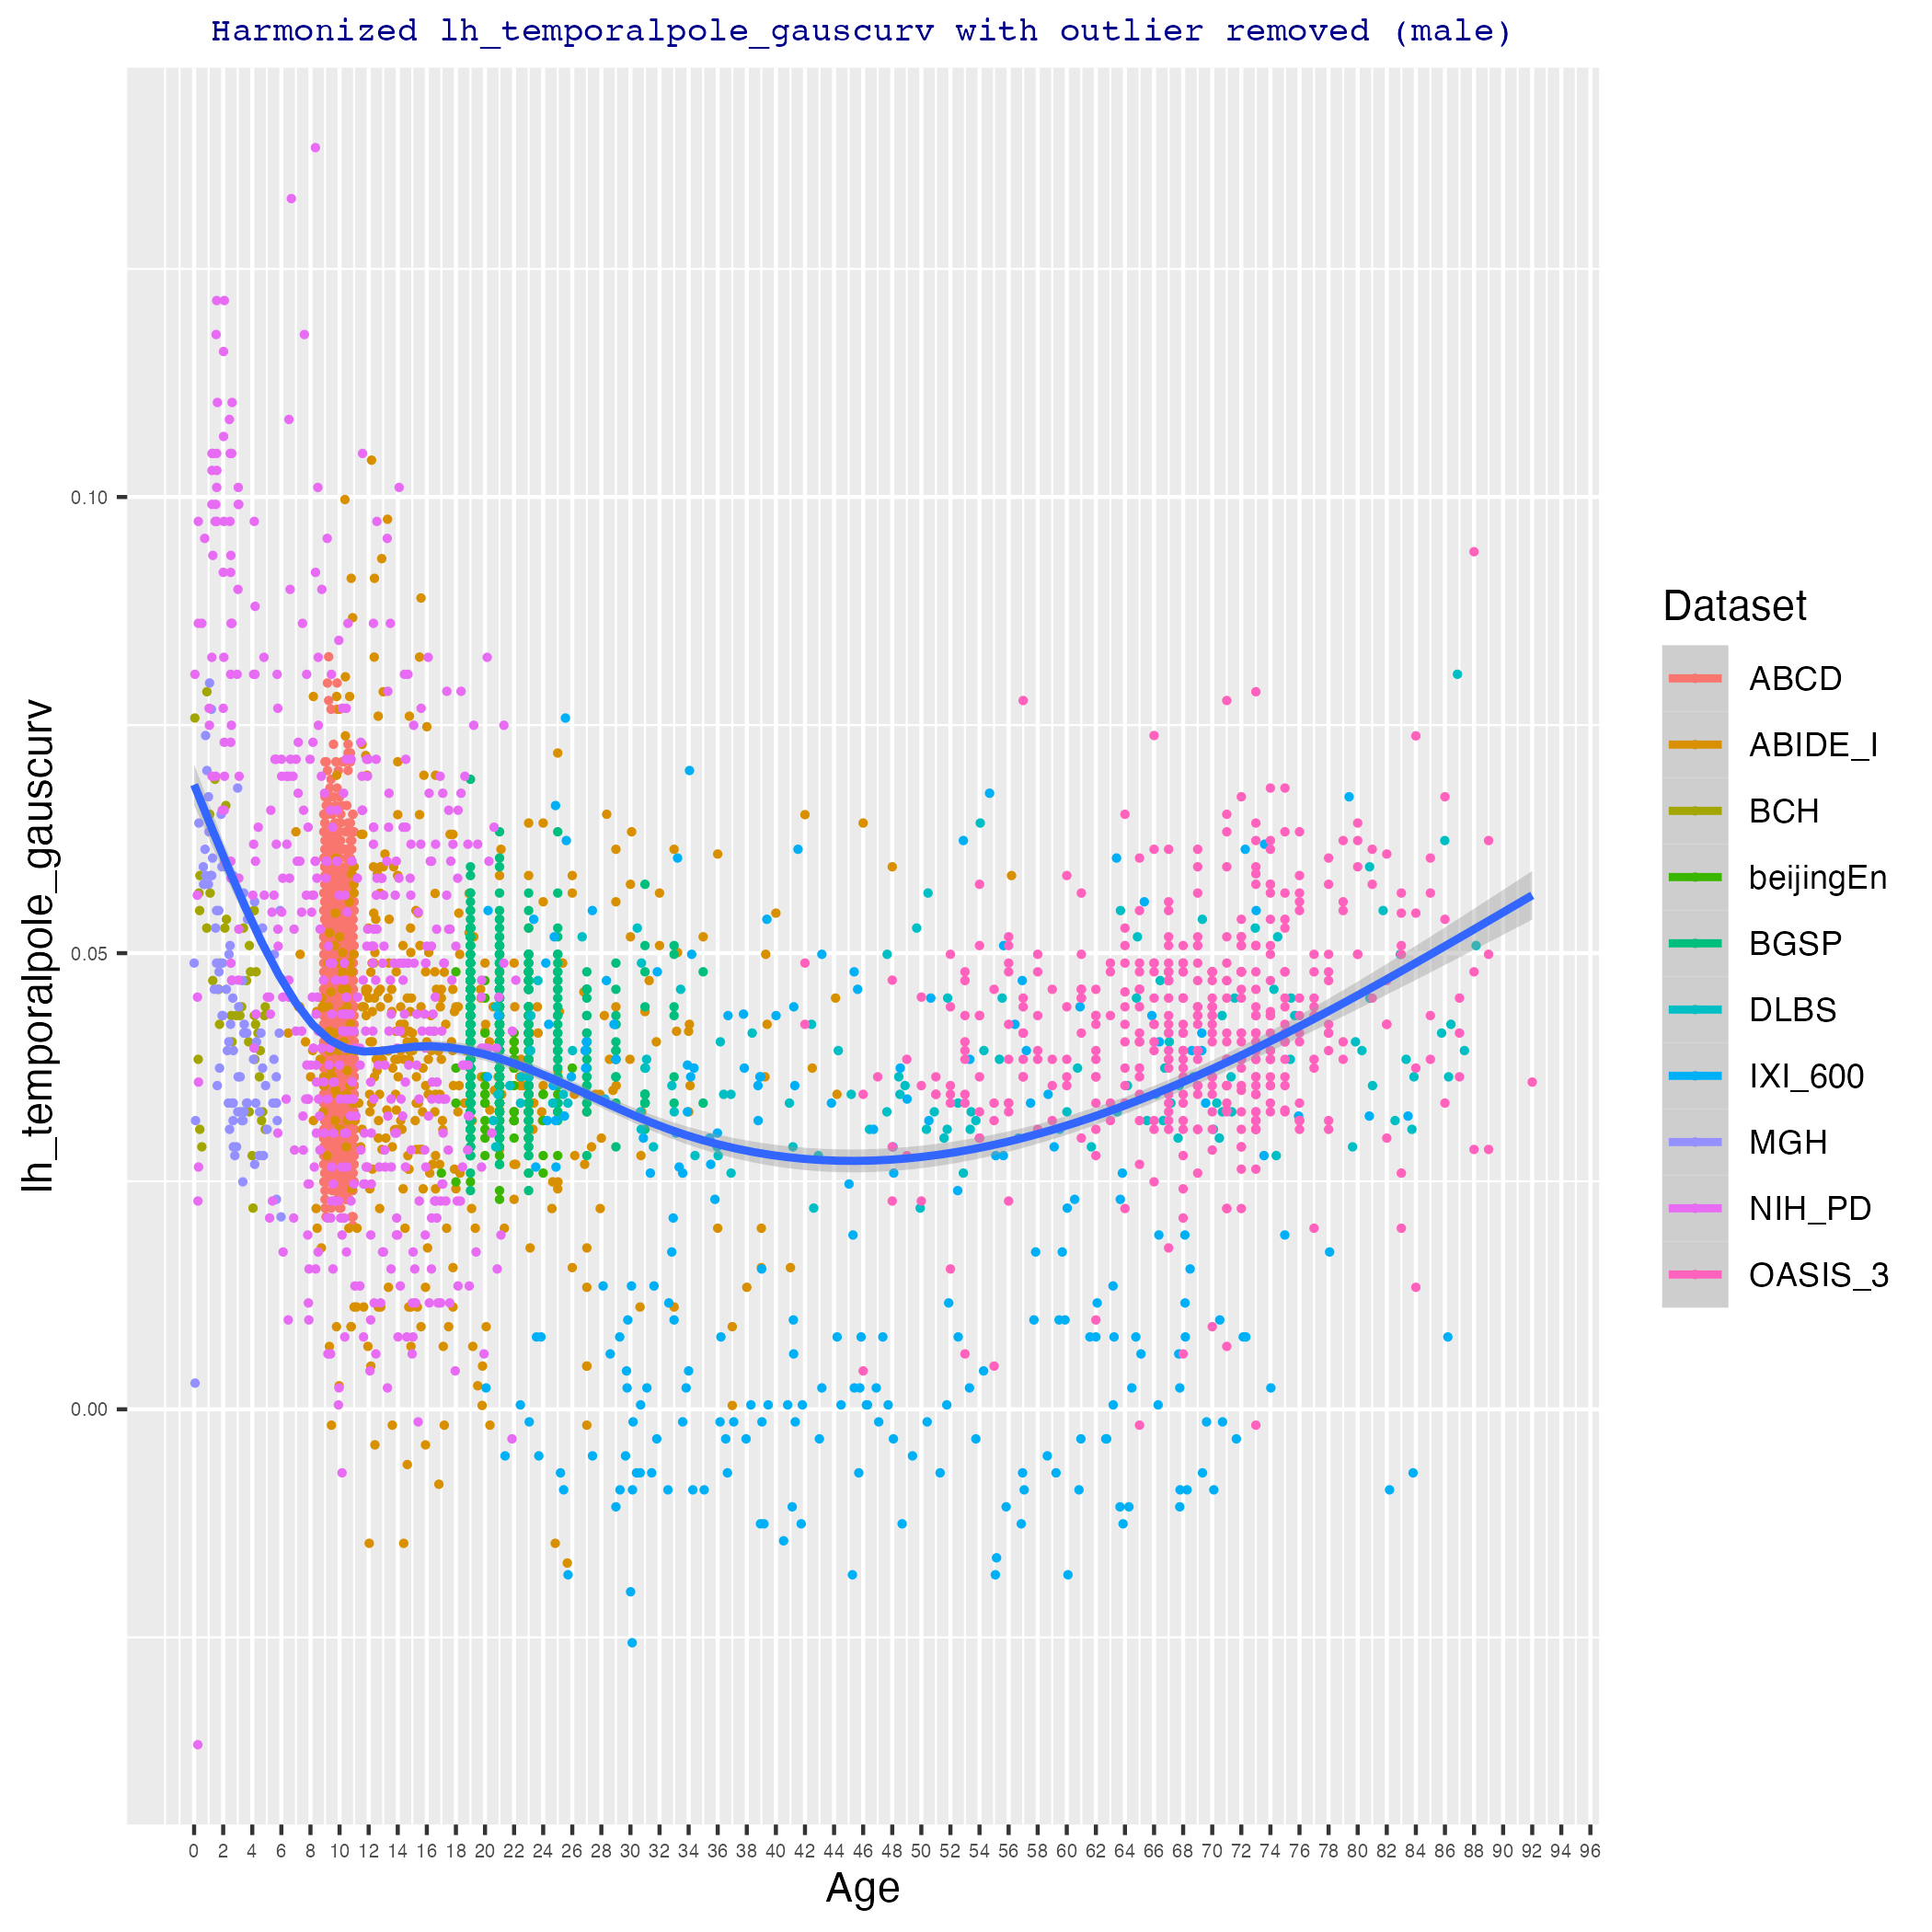 Harmonized lh_temporalpole_gauscurv with outlier removed (male)
lh_temporalpole_gauscurv
0.10
0.05
0.00
0 2 4 6 8 10 12 14 16 18 20 22 24 26 28 30 32 34 36 38 40 42 44 46 48 50 52 54 56 58 60 62 64 66 68 70 72 74 76 78 80 82 84 86 88 90 92 94 96
Age
Dataset
ABCD
ABIDE_I
BCH
beijingEn
BGSP
DLBS
IXI_600
MGH
NIH_PD
OASIS_3